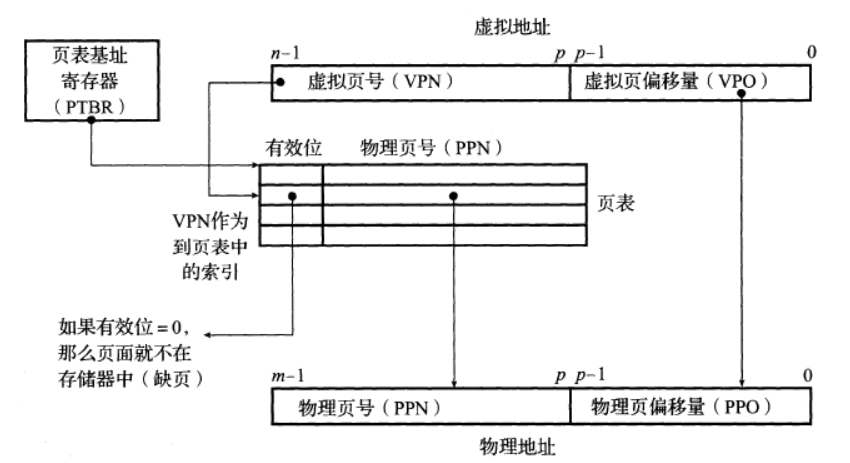 虚拟地址
页表基址
寄存器
（PTBR）
n–1
p
p–1
0
虚拟页号（VPN）
虚拟页偏移量（VPO）
有效位
物理页号（PPN）
页表
VPN作为
到页表中
的索引
如果有效位=0，
那么页面就不在
存储器中（缺页）
m–1
p
p–1
0
物理页号（PPN）
物理页偏移量（PPO）
物理地址